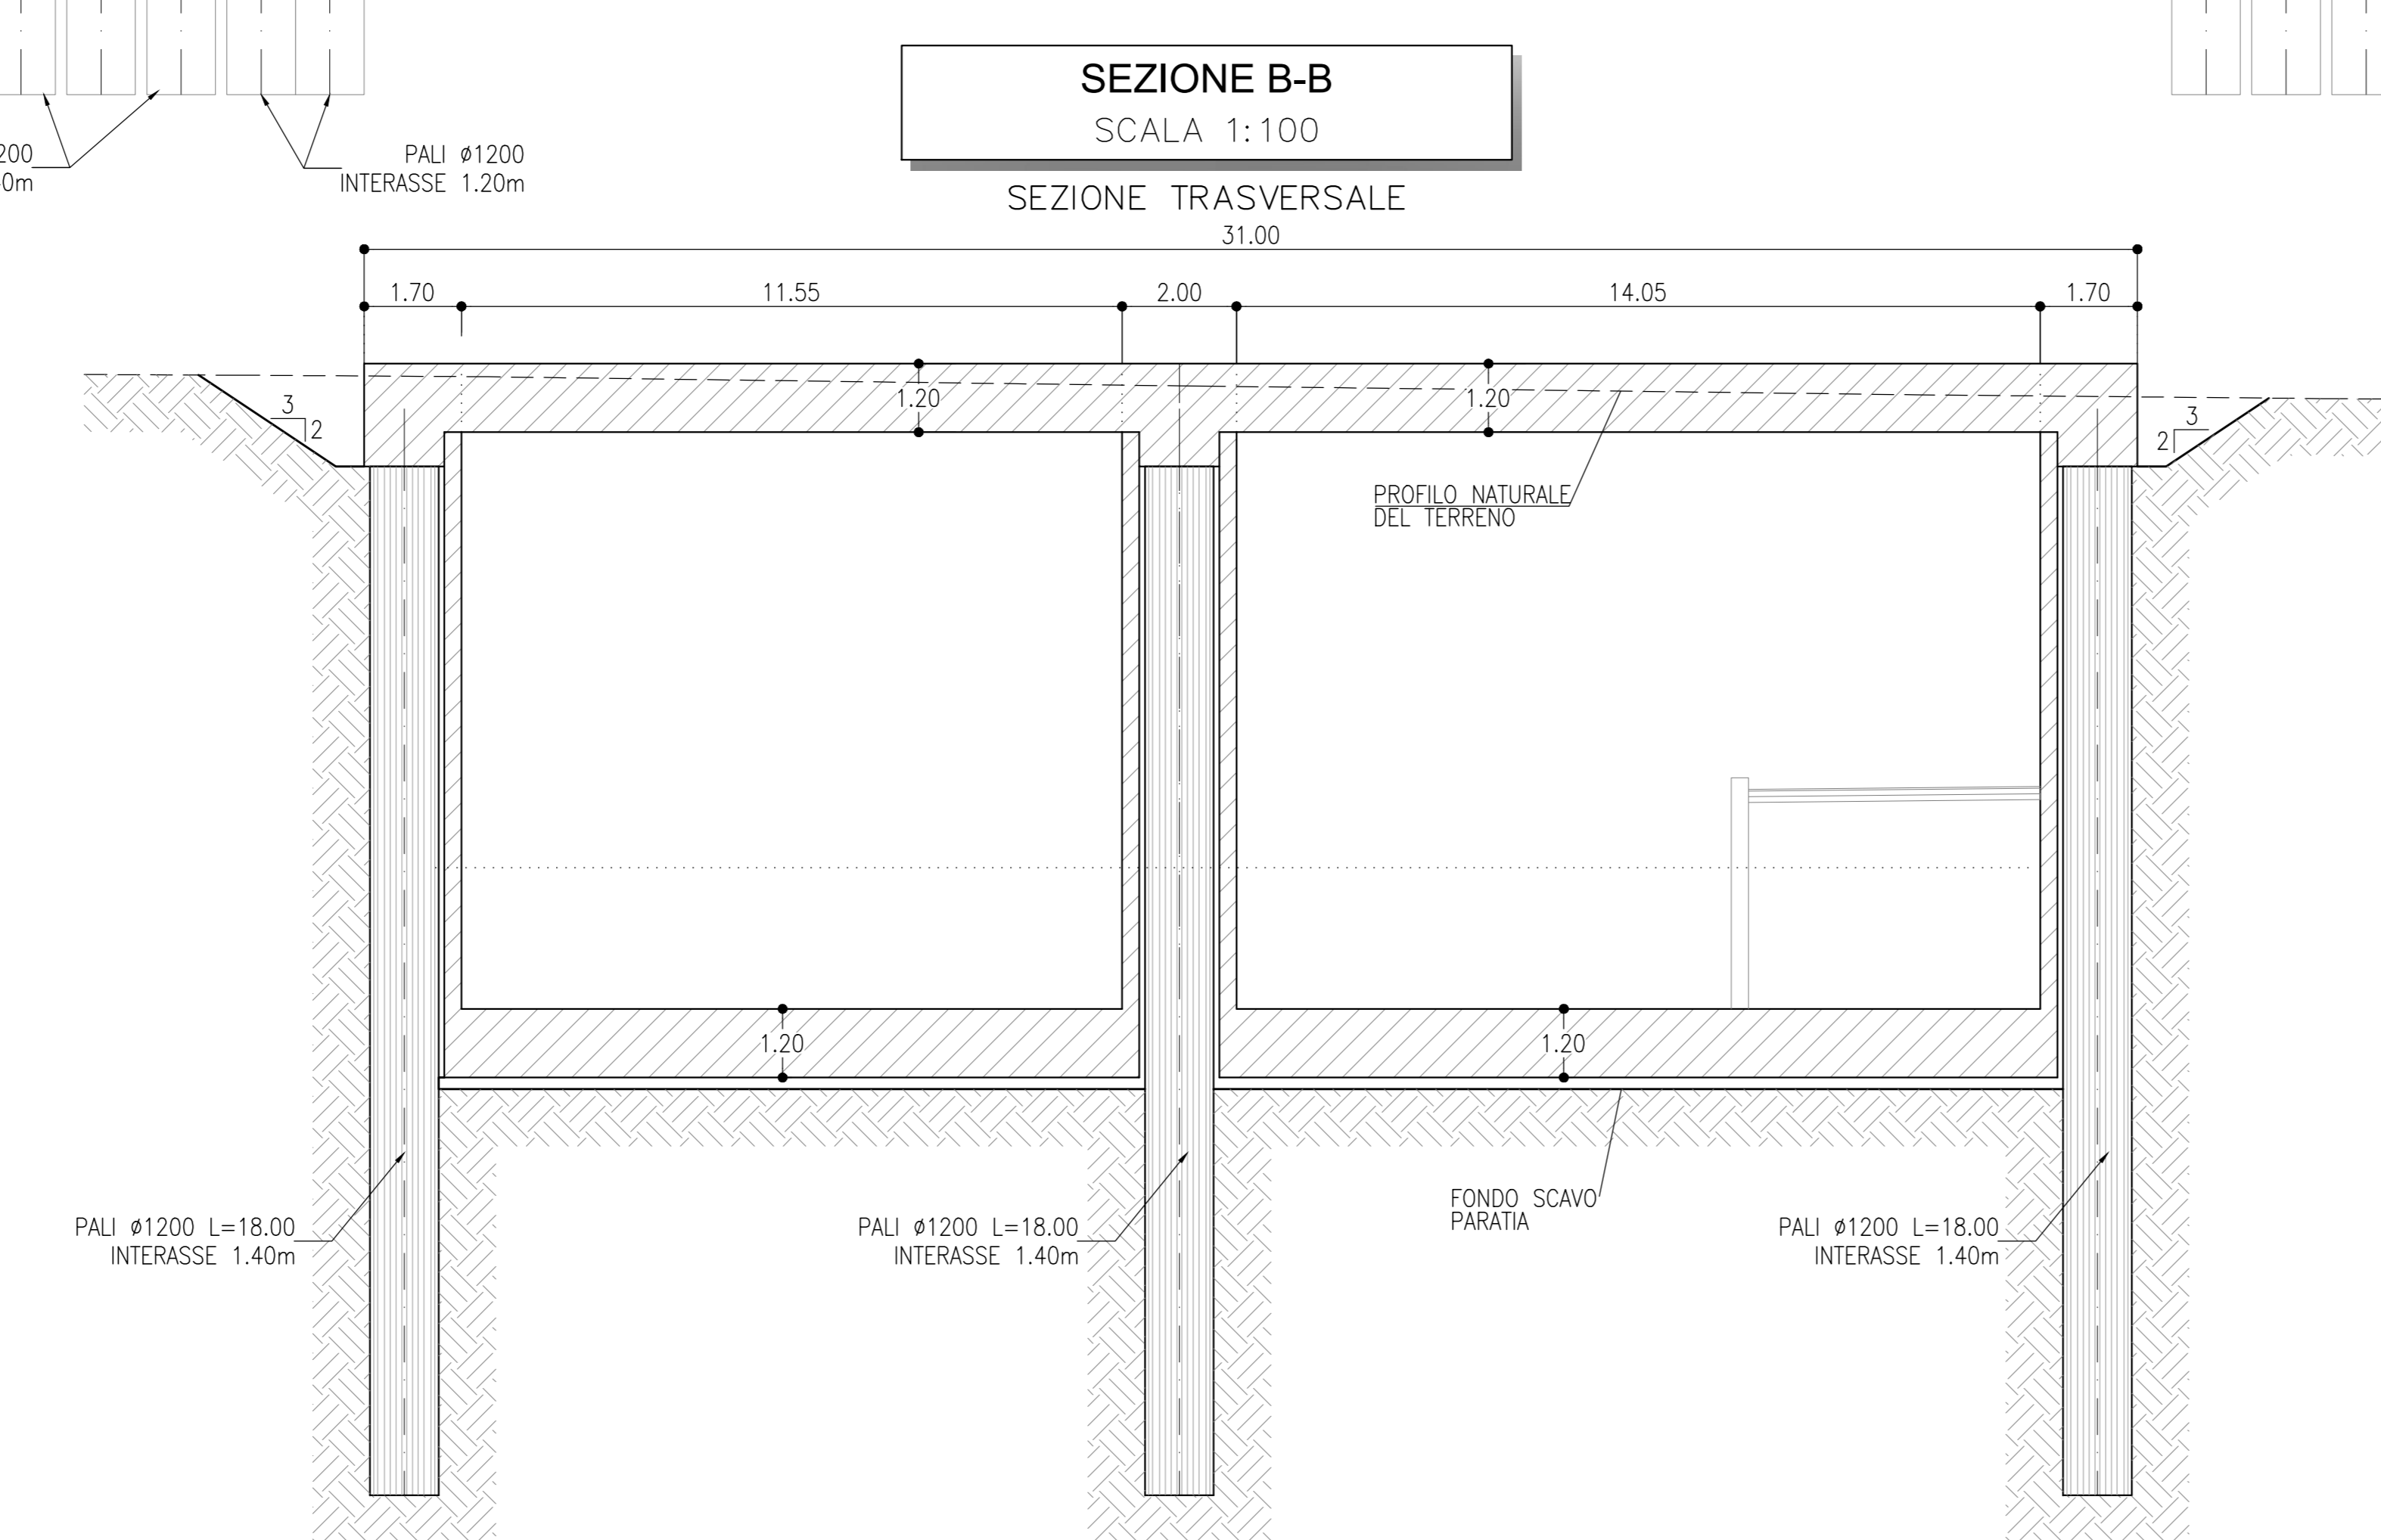 SEZIONE B-B
SCALA 1:100
SEZIONE TRASVERSALE
200
0m
PALI ø1200
INTERASSE 1.20m
31.00
1.70
11.55
2.00
14.05
1.70
1.20
1.20
3
2
3
2
PROFILO NATURALE
DEL TERRENO
1.20
1.20
PALI ø1200 L=18.00
INTERASSE 1.40m
PALI ø1200 L=18.00
INTERASSE 1.40m
FONDO SCAVO
PARATIA
PALI ø1200 L=18.00
INTERASSE 1.40m